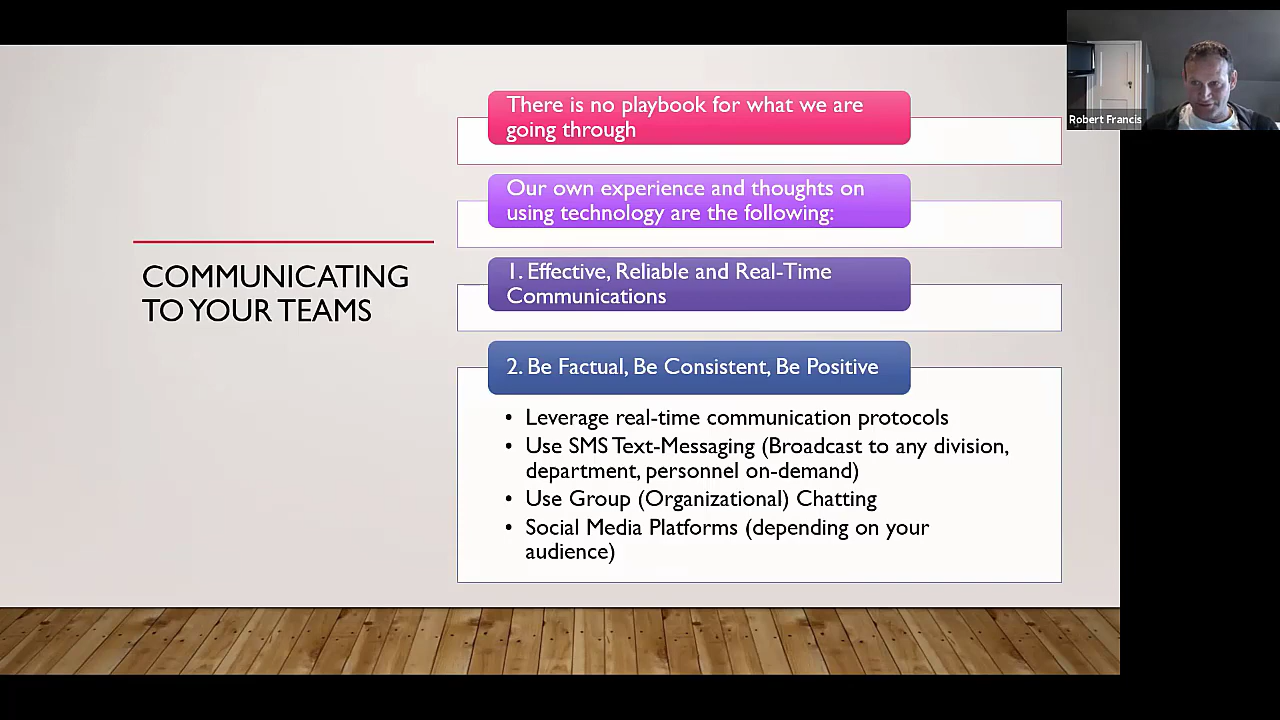 COMMUNICATING
TO YOUR TEAMS
There is no playbook for what we are
going through
Our own experience and thoughts on
using technology are the following:
1. Effective, Reliable and Real-Time
Communications
2. Be Factual, Be Consistent, Be Positive
• Leverage real-time communication protocols
• Use SMS Text-Messaging (Broadcast to any division,
department, personnel on-demand)
• Use Group (Organizational) Chatting
• Social Media Platforms (depending on your
audience)
Robert Francis